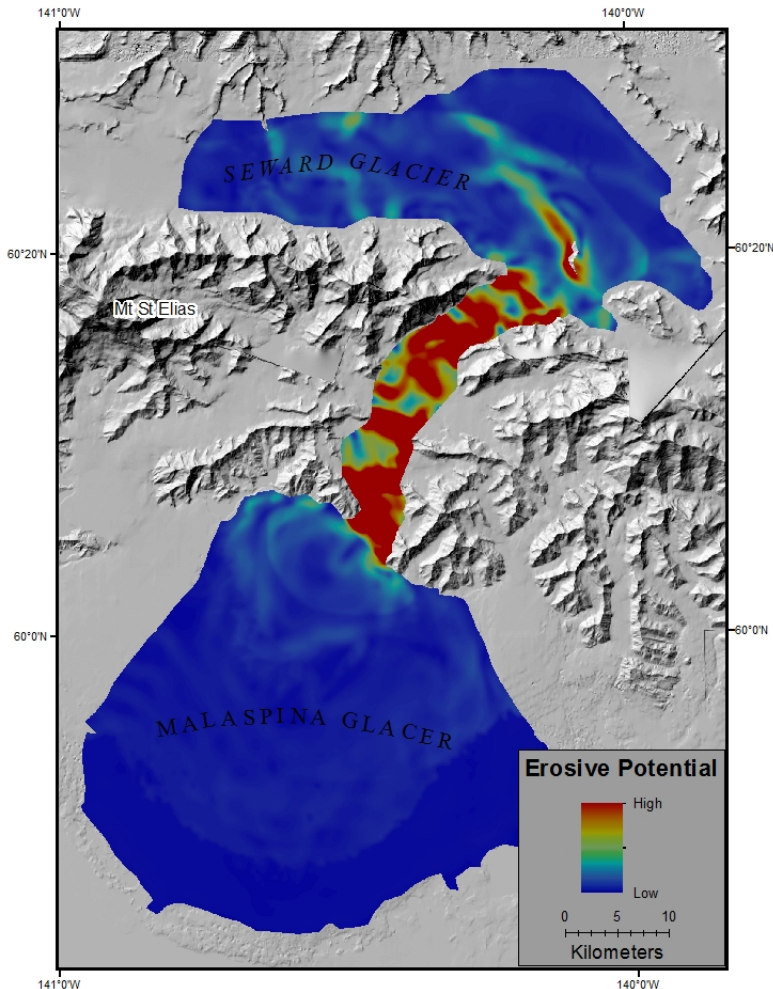 141°0'W
140°0'W
SEWARD GLACIER
60°20'N
60°20'N
Mt St Elias
60°0'N
60°0'N
MALASPINA GLACER
Erosive Potential
High
Low
0 5 10
Kilometers
141°0'W
140°0'W